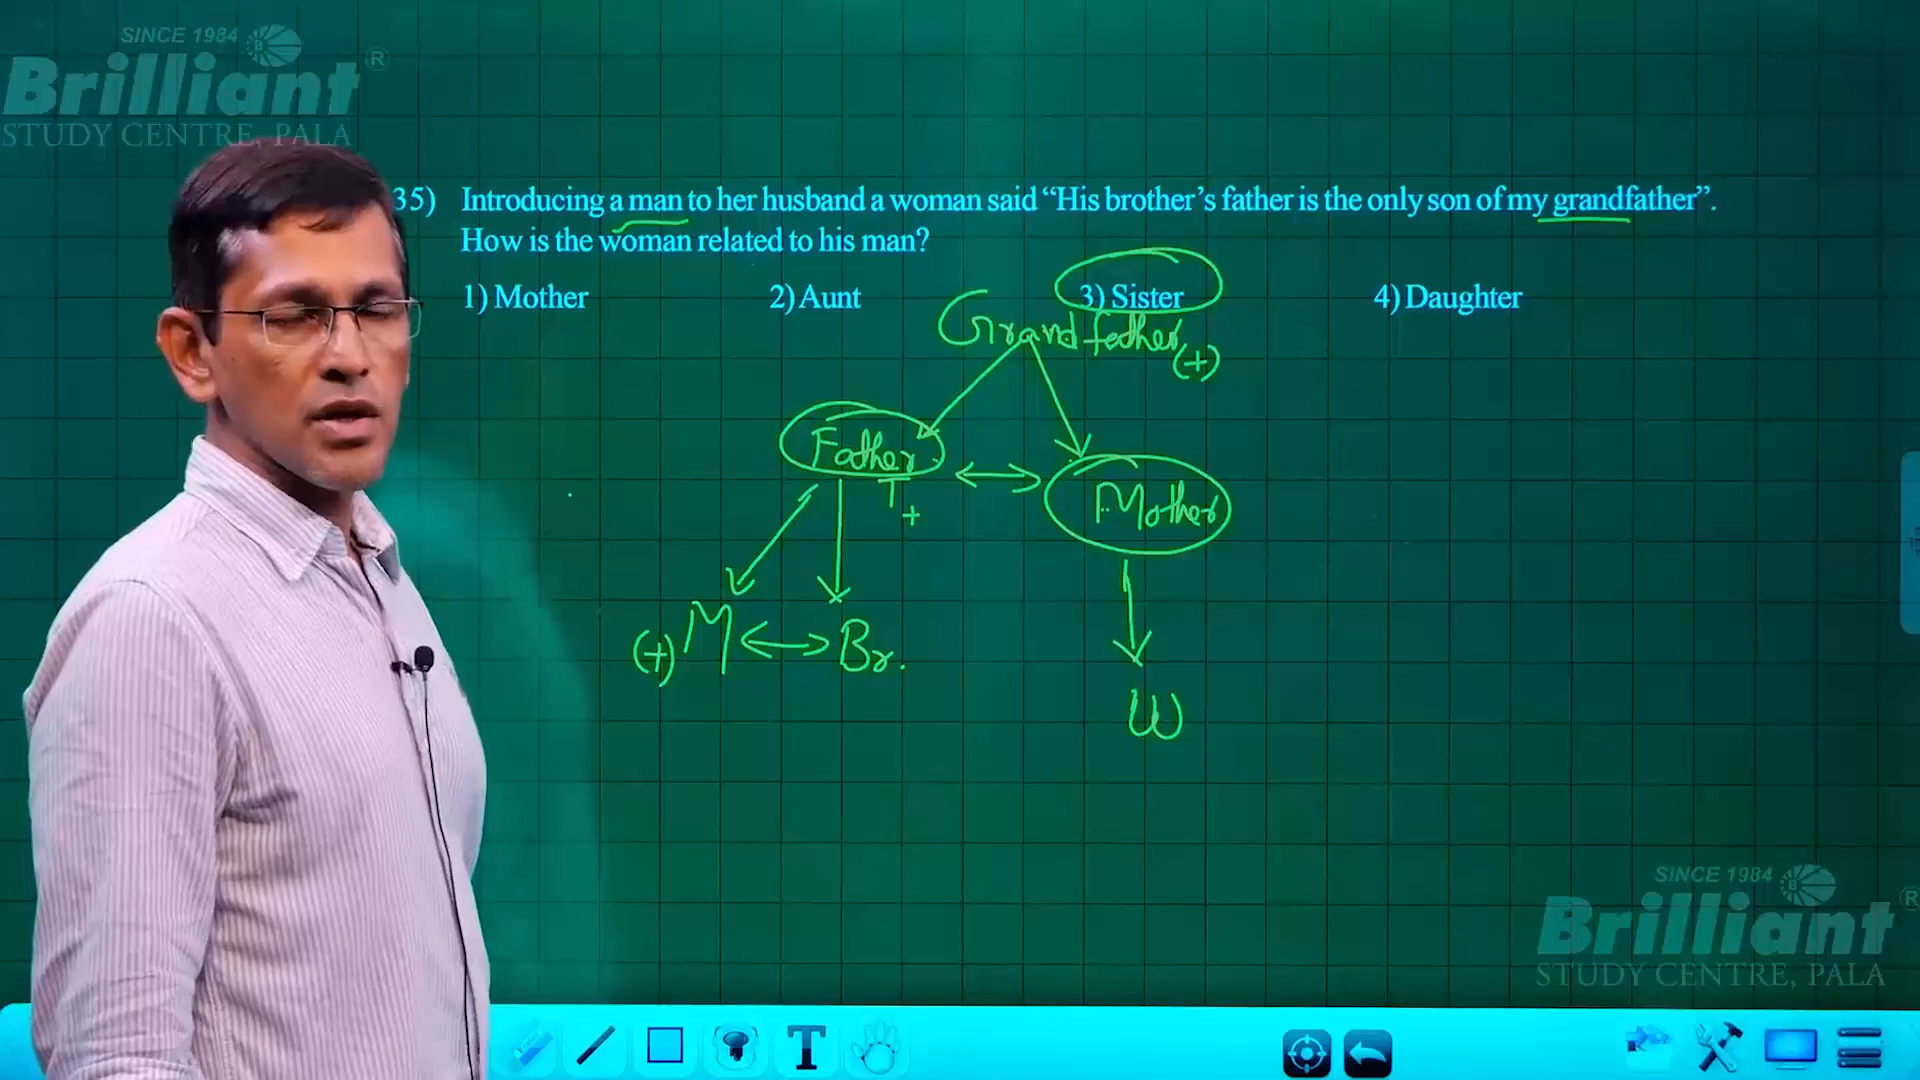 SINCE 1984
Brilliant ®
STUDY CENTRE, PALA
35) Introducing a man to her husband a woman said “His brother’s father is the only son of my grandfather”.
How is the woman related to his man?
1) Mother 2) Aunt 3) Sister 4) Daughter
Grandfather (+)
Father +
Mother
(+) M Br.
W
SINCE 1984
Brilliant ®
STUDY CENTRE, PALA
T